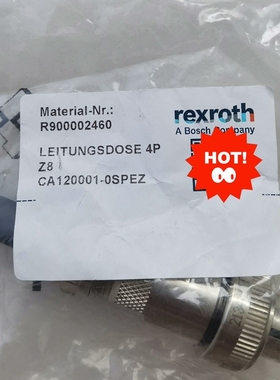 Material-Nr.:
R900002460
rexroth
A Bosch Company
LEITUNGSDOSE 4P
Z8
CA120001-0SPEZ
HOT!